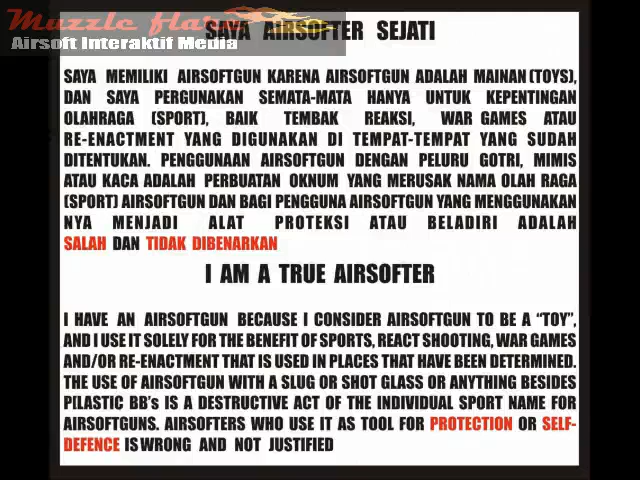 Muzzle flas
Airsoft Interaktif Media
SAYA AIRSOFTER SEJATI
SAYA MEMILIKI AIRSOFTGUN KARENA AIRSOFTGUN ADALAH MAINAN (TOYS),
DAN SAYA PERGUNAKAN SEMATA-MATA HANYA UNTUK KEPENTINGAN
OLAHRAGA (SPORT), BAIK TEMBAK REAKSI, WAR GAMES ATAU
RE-ENACTMENT YANG DIGUNAKAN DI TEMPAT-TEMPAT YANG SUDAH
DITENTUKAN. PENGGUNAAN AIRSOFTGUN DENGAN PELURU GOTRI, MIMIS
ATAU KACA ADALAH PERBUATAN OKNUM YANG MERUSAK NAMA OLAH RAGA
(SPORT) AIRSOFTGUN DAN BAGI PENGGUNA AIRSOFTGUN YANG MENGGUNAKAN
NYA MENJADI ALAT PROTEKSI ATAU BELADIRI ADALAH
SALAH DAN TIDAK DIBENARKAN
I AM A TRUE AIRSOFTER
I HAVE AN AIRSOFTGUN BECAUSE I CONSIDER AIRSOFTGUN TO BE A “TOY”,
AND I USE IT SOLELY FOR THE BENEFIT OF SPORTS, REACT SHOOTING, WAR GAMES
AND/OR RE-ENACTMENT THAT IS USED IN PLACES THAT HAVE BEEN DETERMINED.
THE USE OF AIRSOFTGUN WITH A SLUG OR SHOT GLASS OR ANYTHING BESIDES
P[LASTIC BB's IS A DESTRUCTIVE ACT OF THE INDIVIDUAL SPORT NAME FOR
AIRSOFTGUNS. AIRSOFTERS WHO USE IT AS TOOL FOR PROTECTION OR SELF-
DEFENCE IS WRONG AND NOT JUSTIFIED